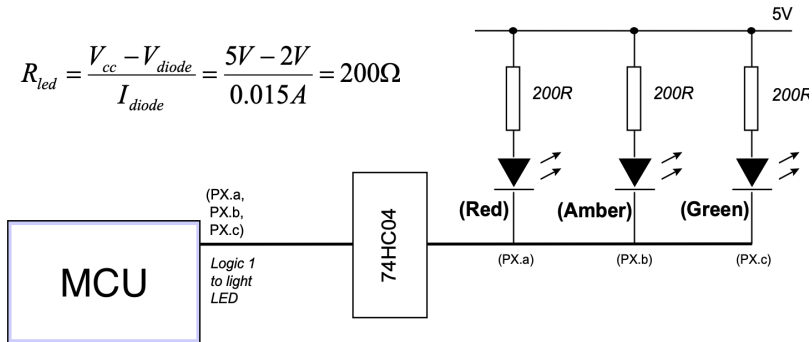 5V
R_led = (V_cc − V_diode) / I_diode = (5V − 2V) / 0.015A = 200Ω
200R
200R
200R
(PX.a,
PX.b,
PX.c)
74HC04
(Red)
(Amber)
(Green)
MCU
Logic 1
to light
LED
(PX.a)
(PX.b)
(PX.c)